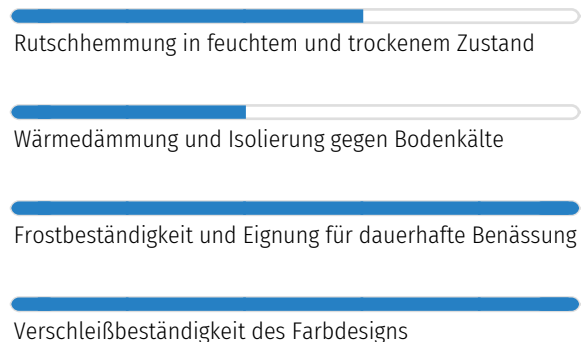 Rutschhemmung in feuchtem und trockenem Zustand
Wärmedämmung und Isolierung gegen Bodenkälte
Frostbeständigkeit und Eignung für dauerhafte Benässung
Verschleißbeständigkeit des Farbdesigns